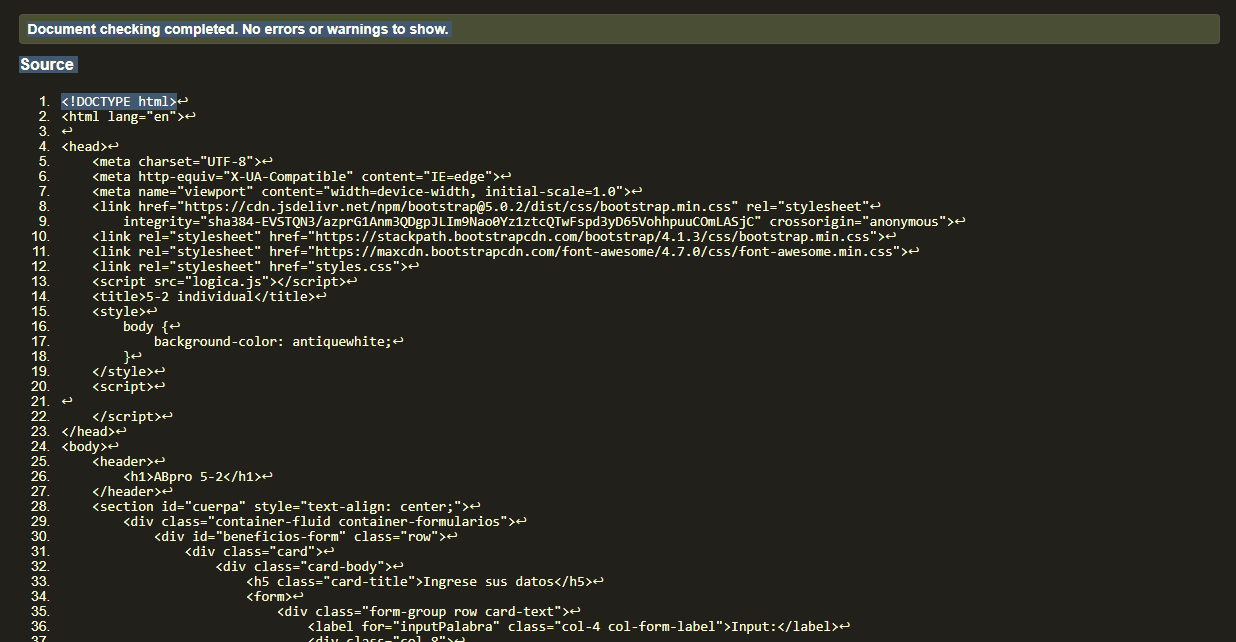 Document checking completed. No errors or warnings to show.
Source
1. <!DOCTYPE html>↩
2. <html lang="en">↩
3. ↩
4. <head>↩
5.     <meta charset="UTF-8">↩
6.     <meta http-equiv="X-UA-Compatible" content="IE=edge">↩
7.     <meta name="viewport" content="width=device-width, initial-scale=1.0">↩
8.     <link href="https://cdn.jsdelivr.net/npm/bootstrap@5.0.2/dist/css/bootstrap.min.css" rel="stylesheet"↩
9.         integrity="sha384-EVSTQN3/azprG1Anm3QDgpJLIm9Nao0Yz1ztcQTwFspd3yD65VohhpuuCOmLASjC" crossorigin="anonymous">↩
10.     <link rel="stylesheet" href="https://stackpath.bootstrapcdn.com/bootstrap/4.1.3/css/bootstrap.min.css">↩
11.     <link rel="stylesheet" href="https://maxcdn.bootstrapcdn.com/font-awesome/4.7.0/css/font-awesome.min.css">↩
12.     <link rel="stylesheet" href="styles.css">↩
13.     <script src="logica.js"></script>↩
14.     <title>5-2 individual</title>↩
15.     <style>↩
16.         body {↩
17.             background-color: antiquewhite;↩
18.         }↩
19.     </style>↩
20.     <script>↩
21. ↩
22.     </script>↩
23. </head>↩
24. <body>↩
25.     <header>↩
26.         <h1>ABpro 5-2</h1>↩
27.     </header>↩
28.     <section id="cuerpa" style="text-align: center;">↩
29.         <div class="container-fluid container-formularios">↩
30.             <div id="beneficios-form" class="row">↩
31.                 <div class="card">↩
32.                     <div class="card-body">↩
33.                         <h5 class="card-title">Ingrese sus datos</h5>↩
34.                         <form>↩
35.                             <div class="form-group row card-text">↩
36.                                 <label for="inputPalabra" class="col-4 col-form-label">Input:</label>↩
37.                                 <div class="col-8">↩